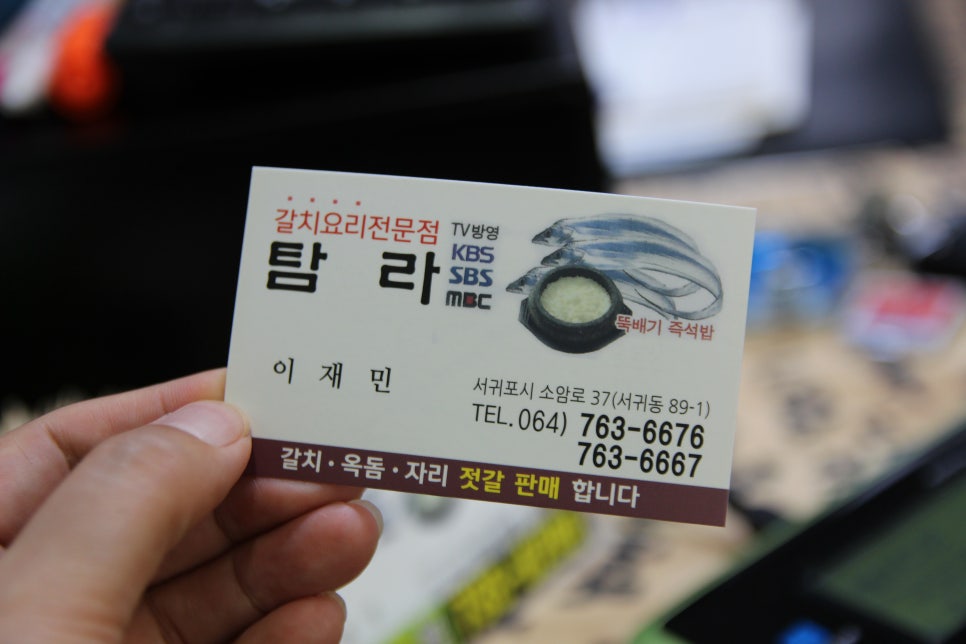 갈치요리전문점
탐 라
TV방영
KBS
SBS
MBC
뚝배기 즉석밥
이 재 민
서귀포시 소암로 37(서귀동 89-1)
TEL. 064) 763-6676
763-6667
갈치·옥돔·자리 젓갈 판매 합니다